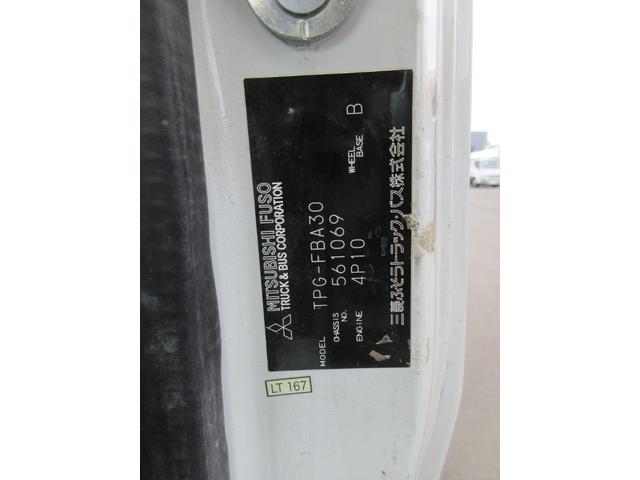 MITSUBISHI FUSO
TRUCK & BUS CORPORATION
MODEL TPG-FBA30
CHASSIS NO. 561069
ENGINE 4P10 WHEEL BASE B
三菱ふそうトラック・バス株式会社
LT 167